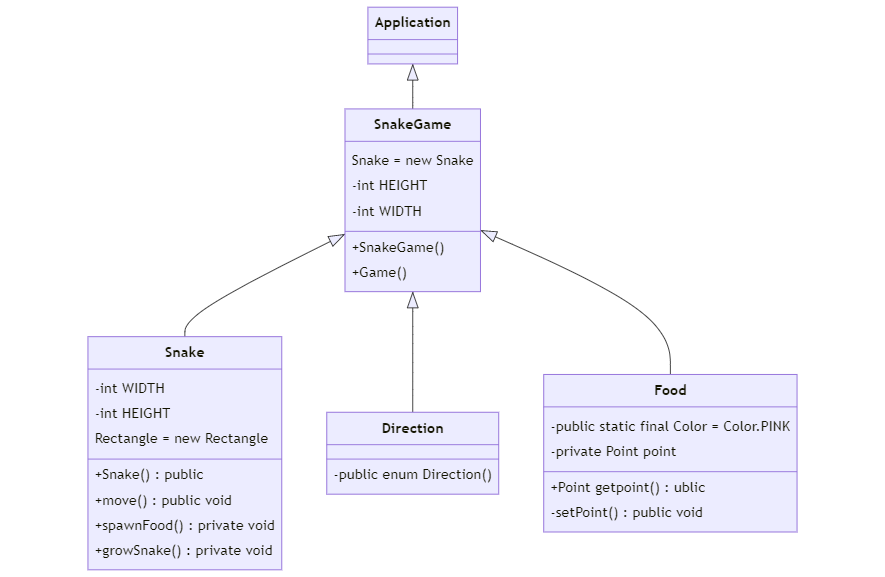 Application
SnakeGame
Snake = new Snake
-int HEIGHT
-int WIDTH
+SnakeGame()
+Game()
Snake
-int WIDTH
-int HEIGHT
Rectangle = new Rectangle
+Snake() : public
+move() : public void
+spawnFood() : private void
+growSnake() : private void
Direction
-public enum Direction()
Food
-public static final Color = Color.PINK
-private Point point
+Point getpoint() : ublic
-setPoint() : public void